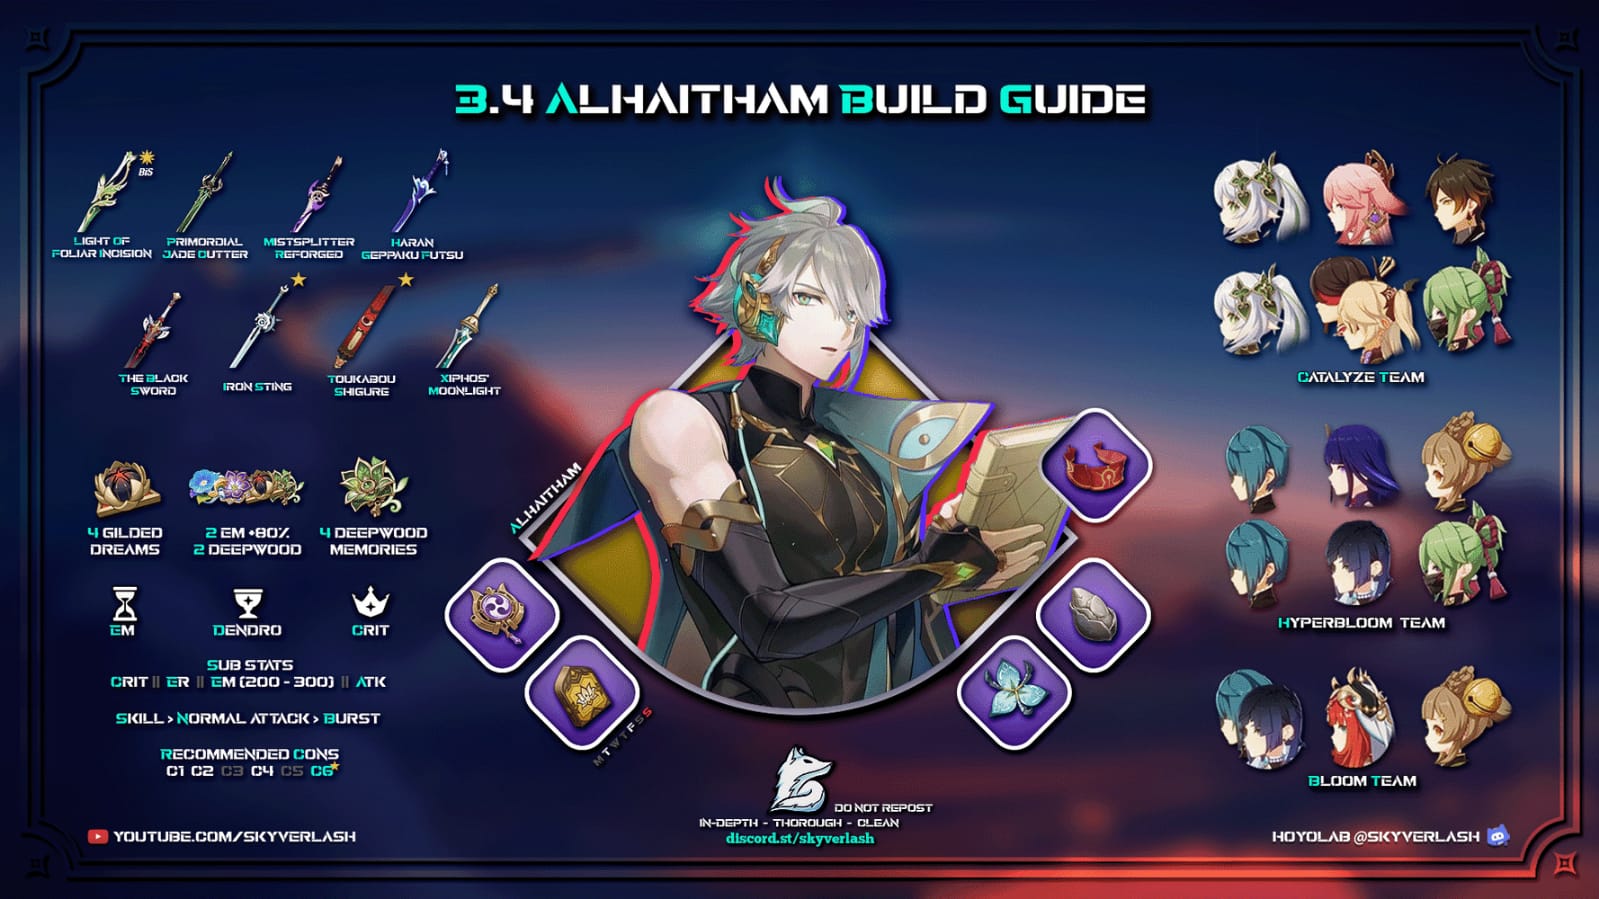 3.4 ALHAITHAM BUILD GUIDE
BiS
LIGHT OF
FOLIAR INCISION
PRIMORDIAL
JADE CUTTER
MISTSPLITTER
REFORGED
HARAN
GEPPAKU FUTSU
THE BLACK
SWORD
IRON STING
TOUKABOU
SHIGURE
XIPHOS'
MOONLIGHT
4 GILDED
DREAMS
2 EM +80%
2 DEEPWOOD
4 DEEPWOOD
MEMORIES
EM
DENDRO
CRIT
SUB STATS
CRIT || ER || EM (200 - 300) || ATK
SKILL > NORMAL ATTACK > BURST
RECOMMENDED CONS
C1 C2 C3 C4 C5 C6
YOUTUBE.COM/SKYVERLASH
ALHAITHAM
M T W T F S S
DO NOT REPOST
IN-DEPTH - THOROUGH - CLEAN
discord.st/skyverlash
CATALYZE TEAM
HYPERBLOOM TEAM
BLOOM TEAM
HOYOLAB @SKYVERLASH